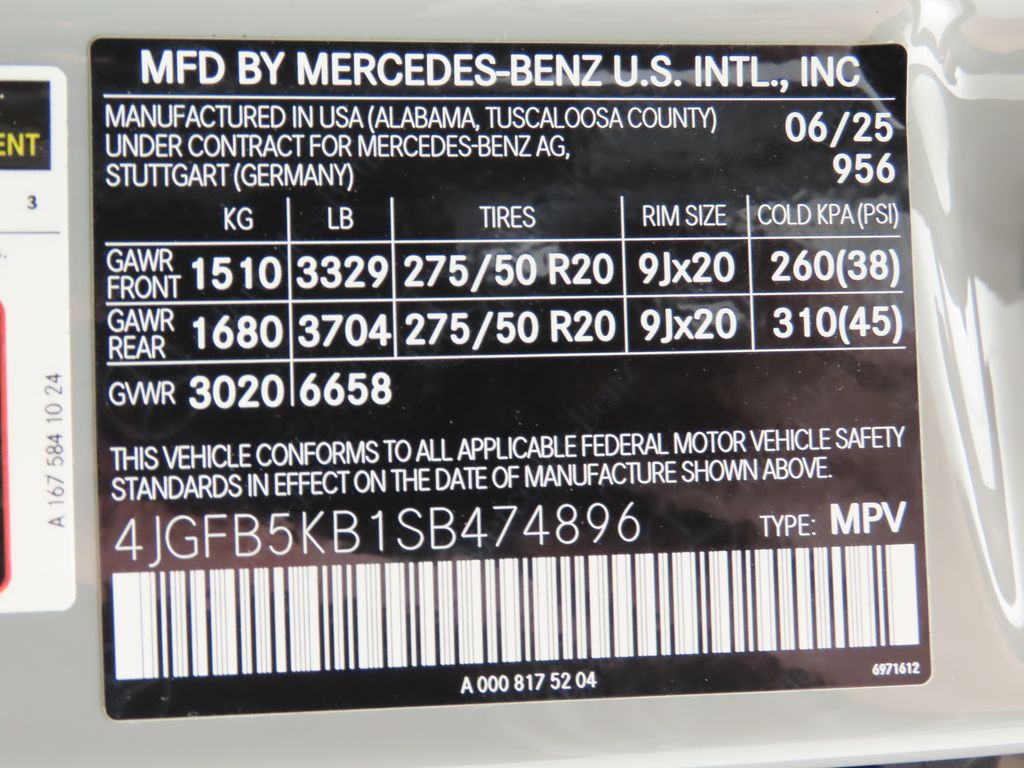 MFD BY MERCEDES-BENZ U.S. INTL., INC
MANUFACTURED IN USA (ALABAMA, TUSCALOOSA COUNTY)
UNDER CONTRACT FOR MERCEDES-BENZ AG,
STUTTGART (GERMANY)
06/25
956
KG LB TIRES RIM SIZE COLD KPA (PSI)
GAWR FRONT 1510 3329 275/50 R20 9Jx20 260(38)
GAWR REAR 1680 3704 275/50 R20 9Jx20 310(45)
GVWR 3020 6658
THIS VEHICLE CONFORMS TO ALL APPLICABLE FEDERAL MOTOR VEHICLE SAFETY
STANDARDS IN EFFECT ON THE DATE OF MANUFACTURE SHOWN ABOVE.
4JGFB5KB1SB474896 TYPE: MPV
A 000 817 52 04
6971612
ENT
3
A 167 584 10 24